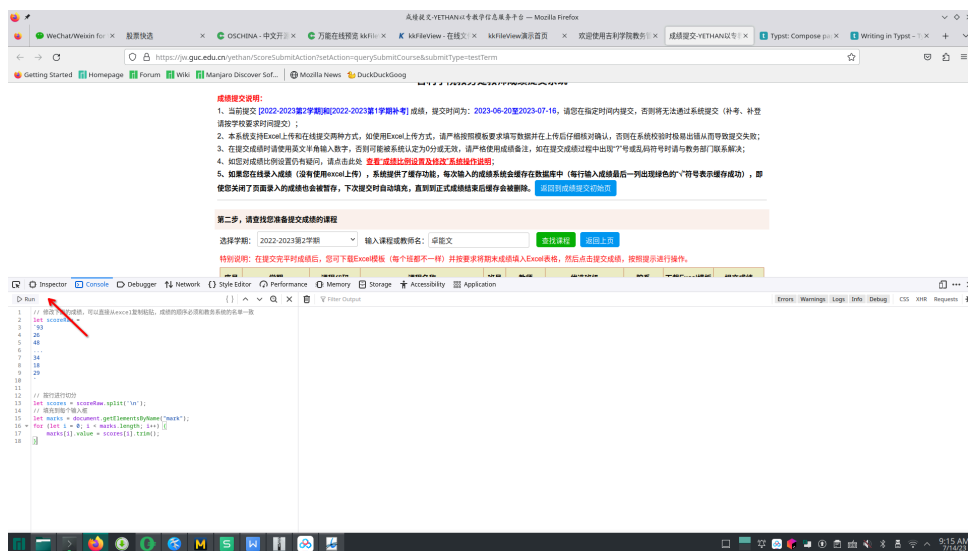 成绩提交-YETHAN以专教学信息服务平台 — Mozilla Firefox
WeChat/Weixin for
股票快选
OSCHINA - 中文开源
万能在线预览 kkFile
kkFileView - 在线文
kkFileView演示首页
欢迎使用吉利学院教务
成绩提交-YETHAN以专
Typst: Compose pa
Writing in Typst –
https://jw.guc.edu.cn/yethan/ScoreSubmitAction?setAction=querySubmitCourse&submitType=testTerm
Getting Started
Homepage
Forum
Wiki
Manjaro Discover Sof...
Mozilla News
DuckDuckGoog
成绩提交说明：
1、当前提交 [2022-2023第2学期]和[2022-2023第1学期补考] 成绩，提交时间为：2023-06-20至2023-07-16，请您在指定时间内提交，否则将无法通过系统提交（补考、补登
请按学校要求时间提交）；
2、本系统支持Excel上传和在线提交两种方式，如使用Excel上传方式，请严格按照模板要求填写数据并在上传后仔细核对确认，否则在系统校验时极易出错从而导致提交失败；
3、在提交成绩时请使用英文半角输入数字，否则可能被系统认定为0分或无效，请严格使用成绩备注，如在提交成绩过程中出现"?"号或乱码符号时请与教务部门联系解决；
4、如您对成绩比例设置仍有疑问，请点击此处 查看"成绩比例设置及修改"系统操作说明；
5、如果您在线录入成绩（没有使用excel上传），系统提供了缓存功能，每次输入的成绩系统会缓存在数据库中（每行输入成绩最后一列出现绿色的"√"符号表示缓存成功），即
使您关闭了页面录入的成绩也会被暂存，下次提交时自动填充，直到到正式成绩结束后缓存会被删除。 返回到成绩提交初始页
第二步，请查找您准备提交成绩的课程
选择学期： 2022-2023第2学期 输入课程或教师名： 卓能文 查找课程 返回上页
特别说明：在提交完平时成绩后，您可下载Excel模板（每个班都不一样）并按要求将期末成绩填入Excel表格，然后点击提交成绩，按照提示进行操作。
Inspector Console Debugger Network Style Editor Performance Memory Storage Accessibility Application
Run
Filter Output
Errors Warnings Logs Info Debug CSS XHR Requests
1 // 修改下面的成绩，可以直接从excel复制粘贴，成绩的顺序必须和教务系统的名单一致
2 let scoreRaw =
3 `93
4 26
5 48
6 ...
7 34
8 18
9 29
10 `
11
12 // 按行进行切分
13 let scores = scoreRaw.split('\n');
14 // 填充到每个输入框
15 let marks = document.getElementsByName("mark");
16 for (let i = 0; i < marks.length; i++) {
17 marks[i].value = scores[i].trim();
18 }
9:15 AM
7/14/23